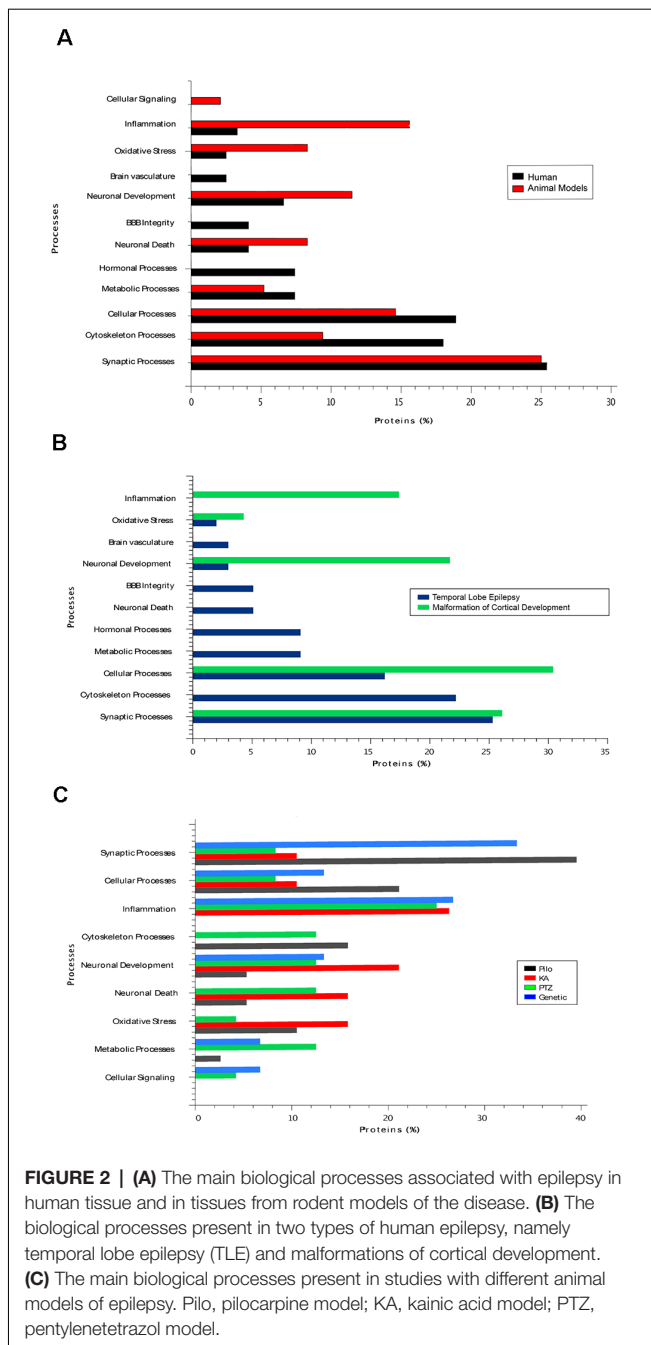 A
Cellular Signaling
Inflammation
Oxidative Stress
Brain vasculature
Neuronal Development
BBB Integrity
Neuronal Death
Hormonal Processes
Metabolic Processes
Cellular Processes
Cytoskeleton Processes
Synaptic Processes
Processes
Human
Animal Models
0 5 10 15 20 25 30
Proteins (%)
B
Inflammation
Oxidative Stress
Brain vasculature
Neuronal Development
BBB Integrity
Neuronal Death
Hormonal Processes
Metabolic Processes
Cellular Processes
Cytoskeleton Processes
Synaptic Processes
Processes
Temporal Lobe Epilepsy
Malformation of Cortical Development
0 5 10 15 20 25 30 35
Proteins (%)
C
Synaptic Processes
Cellular Processes
Inflammation
Cytoskeleton Processes
Neuronal Development
Neuronal Death
Oxidative Stress
Metabolic Processes
Cellular Signaling
Processes
Pilo
KA
PTZ
Genetic
0 10 20 30 40
Proteins (%)
FIGURE 2 | (A) The main biological processes associated with epilepsy in
human tissue and in tissues from rodent models of the disease. (B) The
biological processes present in two types of human epilepsy, namely
temporal lobe epilepsy (TLE) and malformations of cortical development.
(C) The main biological processes present in studies with different animal
models of epilepsy. Pilo, pilocarpine model; KA, kainic acid model; PTZ,
pentylenetetrazol model.